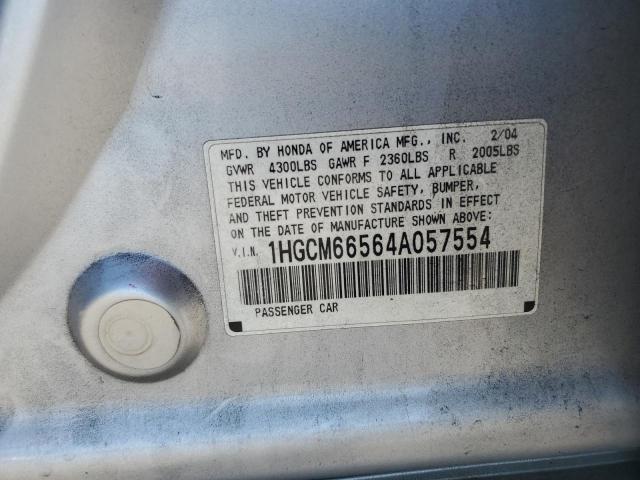 MFD. BY HONDA OF AMERICA MFG., INC. 2/04
GVWR 4300LBS GAWR F 2360LBS R 2005LBS
THIS VEHICLE CONFORMS TO ALL APPLICABLE
FEDERAL MOTOR VEHICLE SAFETY, BUMPER,
AND THEFT PREVENTION STANDARDS IN EFFECT
ON THE DATE OF MANUFACTURE SHOWN ABOVE:
V.I.N. 1HGCM66564A057554
PASSENGER CAR